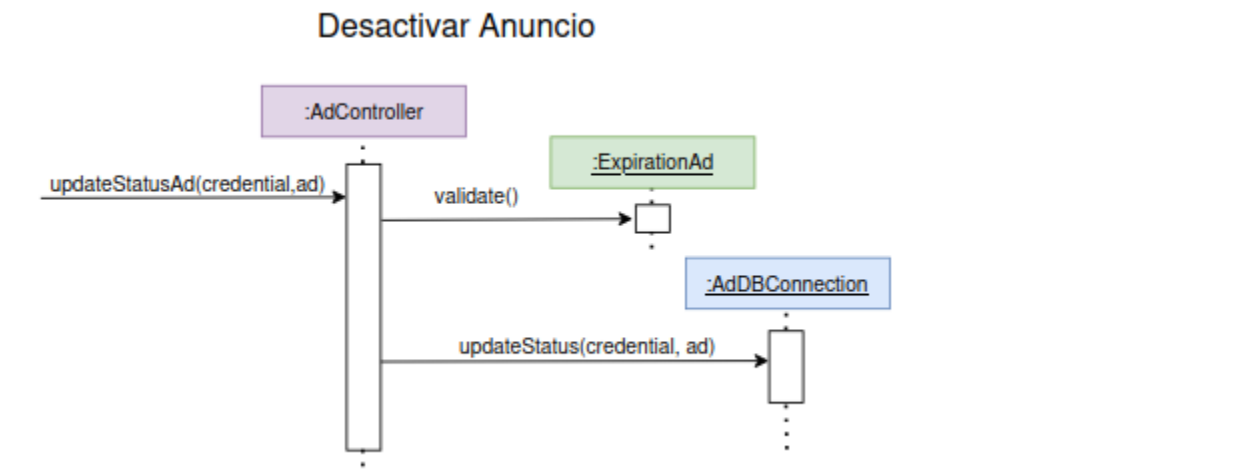 Desactivar Anuncio
:AdController
:ExpirationAd
updateStatusAd(credential,ad)
validate()
:AdDBConnection
updateStatus(credential, ad)